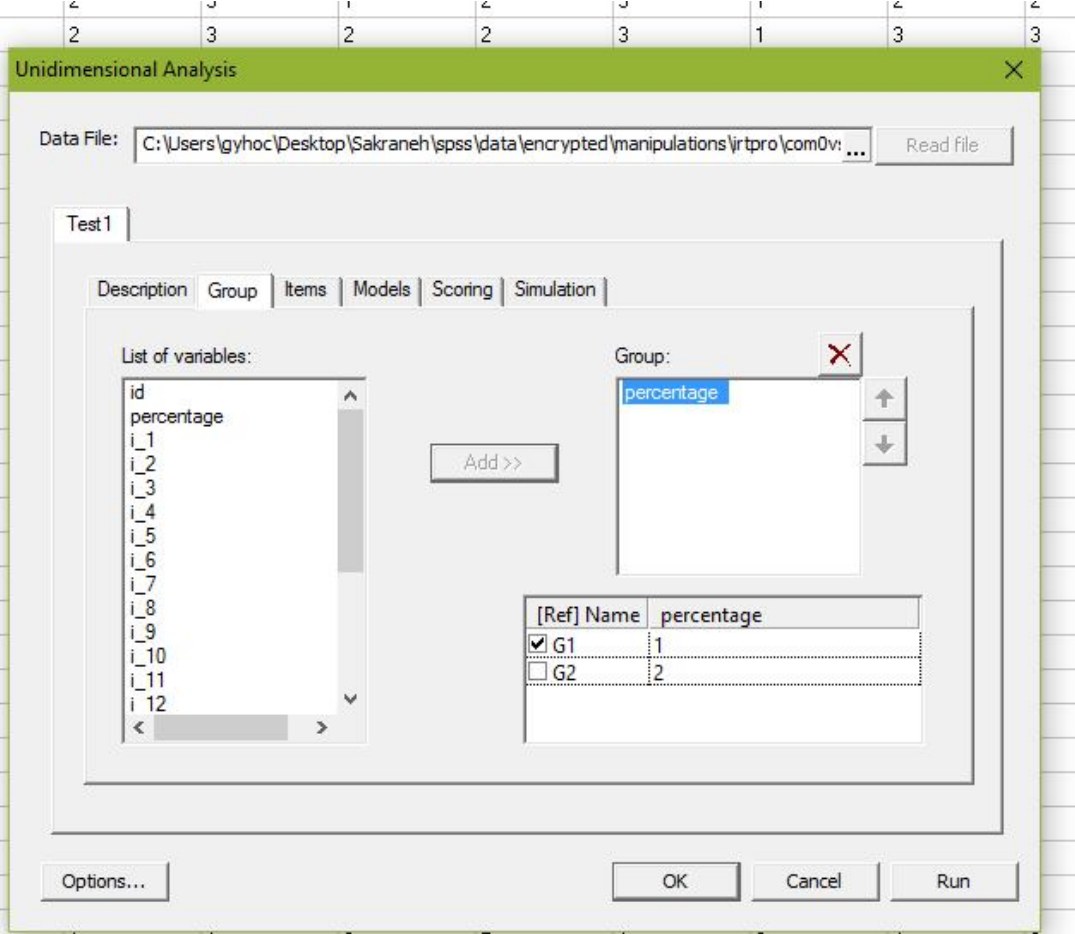 2 3 2 2 3 1 3 3
Unidimensional Analysis
Data File: C:\Users\gyhoc\Desktop\Sakraneh\spss\data\encrypted\manipulations\irtpro\com0v ... Read file
Test1
Description Group Items Models Scoring Simulation
List of variables: Group:
id percentage
percentage
i_1
i_2
Add >>
i_3
i_4
i_5
i_6
i_7
i_8
i_9
i_10
i_11
i_12
[Ref] Name percentage
G1 1
G2 2
Options... OK Cancel Run